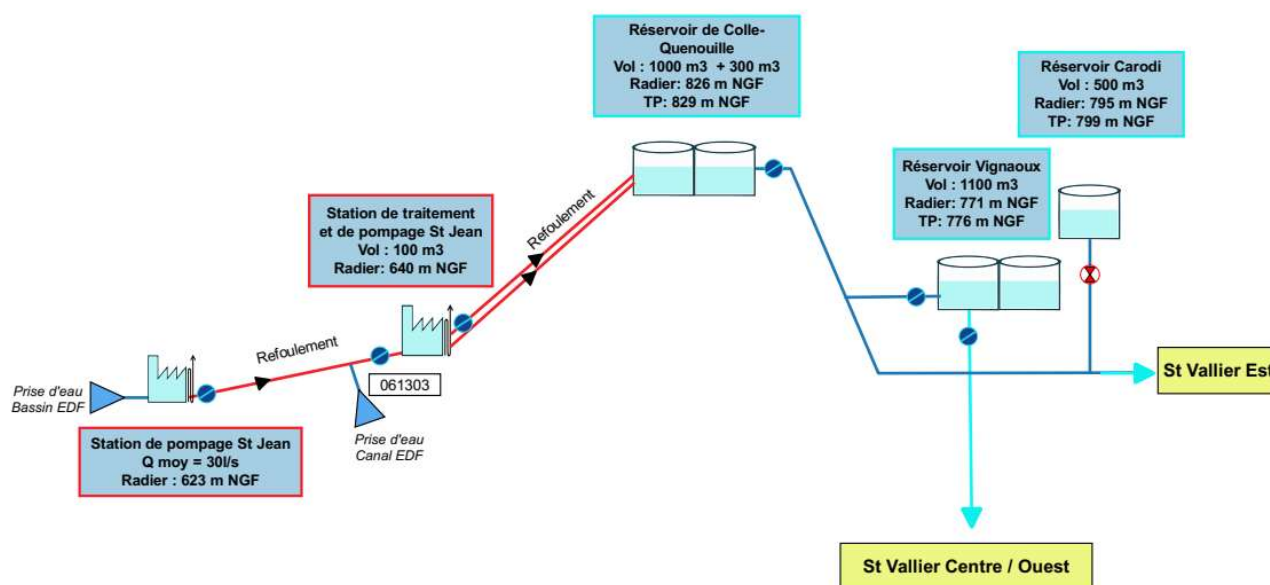 Réservoir de Colle-
Quenouille
Vol : 1000 m3  + 300 m3
Radier: 826 m NGF
TP: 829 m NGF
Réservoir Carodi
Vol : 500 m3
Radier: 795 m NGF
TP: 799 m NGF
Réservoir Vignaoux
Vol : 1100 m3
Radier: 771 m NGF
TP: 776 m NGF
Station de traitement
et de pompage St Jean
Vol : 100 m3
Radier: 640 m NGF
Refoulement
Refoulement
061303
Prise d'eau
Bassin EDF
Prise d'eau
Canal EDF
Station de pompage St Jean
Q moy = 30l/s
Radier : 623 m NGF
St Vallier Est
St Vallier Centre / Ouest